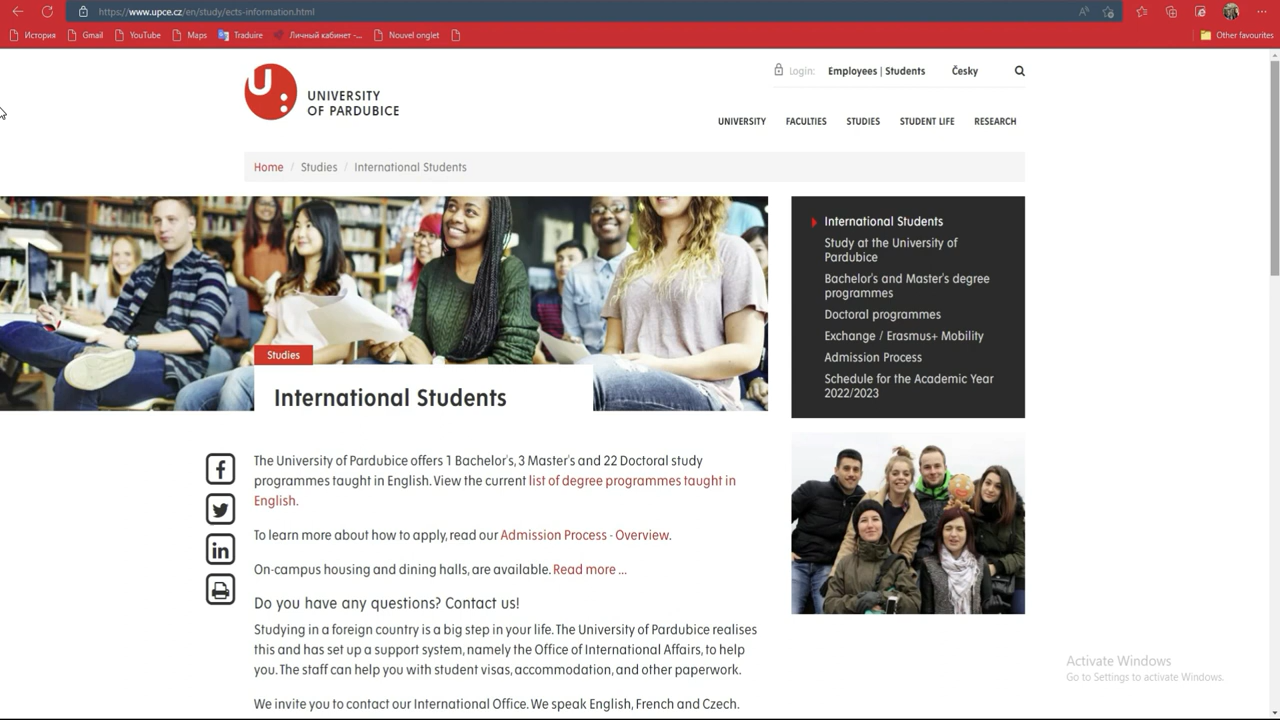 https://www.upce.cz/en/study/ects-information.html
История Gmail YouTube Maps Traduire Личный кабинет -... Nouvel onglet Other favourites
Login: Employees | Students Česky
U
UNIVERSITY
OF PARDUBICE
UNIVERSITY FACULTIES STUDIES STUDENT LIFE RESEARCH
Home / Studies / International Students
Studies
International Students
International Students
Study at the University of
Pardubice
Bachelor's and Master's degree
programmes
Doctoral programmes
Exchange / Erasmus+ Mobility
Admission Process
Schedule for the Academic Year
2022/2023
The University of Pardubice offers 1 Bachelor's, 3 Master's and 22 Doctoral study
programmes taught in English. View the current list of degree programmes taught in
English.
To learn more about how to apply, read our Admission Process - Overview.
On-campus housing and dining halls, are available. Read more ...
Do you have any questions? Contact us!
Studying in a foreign country is a big step in your life. The University of Pardubice realises
this and has set up a support system, namely the Office of International Affairs, to help
you. The staff can help you with student visas, accommodation, and other paperwork.
We invite you to contact our International Office. We speak English, French and Czech.
Activate Windows
Go to Settings to activate Windows.